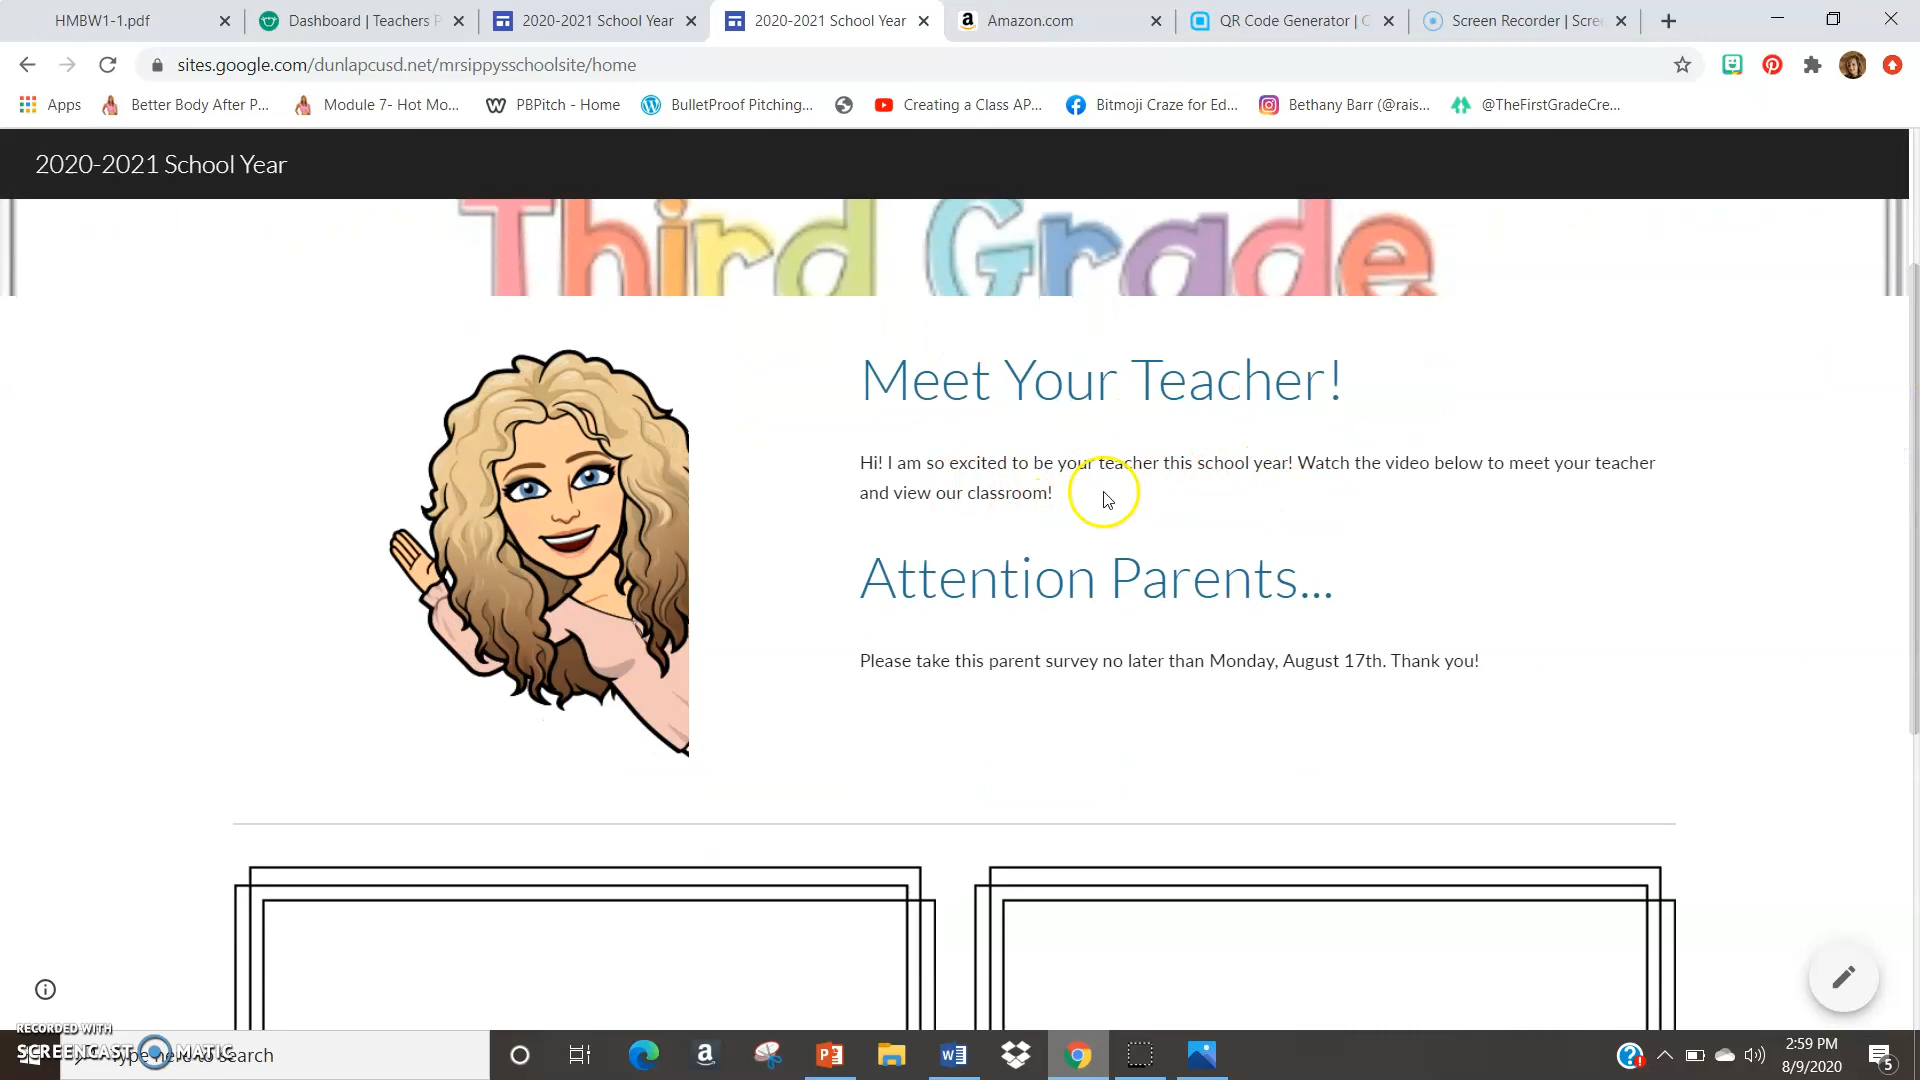 HMBW1-1.pdf
Dashboard | Teachers P
2020-2021 School Year
2020-2021 School Year
Amazon.com
QR Code Generator | C
Screen Recorder | Scre
sites.google.com/dunlapcusd.net/mrsippysschoolsite/home
Apps
Better Body After P...
Module 7- Hot Mo...
PBPitch - Home
BulletProof Pitching...
Creating a Class AP...
Bitmoji Craze for Ed...
Bethany Barr (@rais...
@TheFirstGradeCre...
2020-2021 School Year
Third Grade
Meet Your Teacher!
Hi! I am so excited to be your teacher this school year! Watch the video below to meet your teacher
and view our classroom!
Attention Parents...
Please take this parent survey no later than Monday, August 17th. Thank you!
RECORDED WITH
SCREENCAST MATIC
Type here to search
2:59 PM
8/9/2020
5